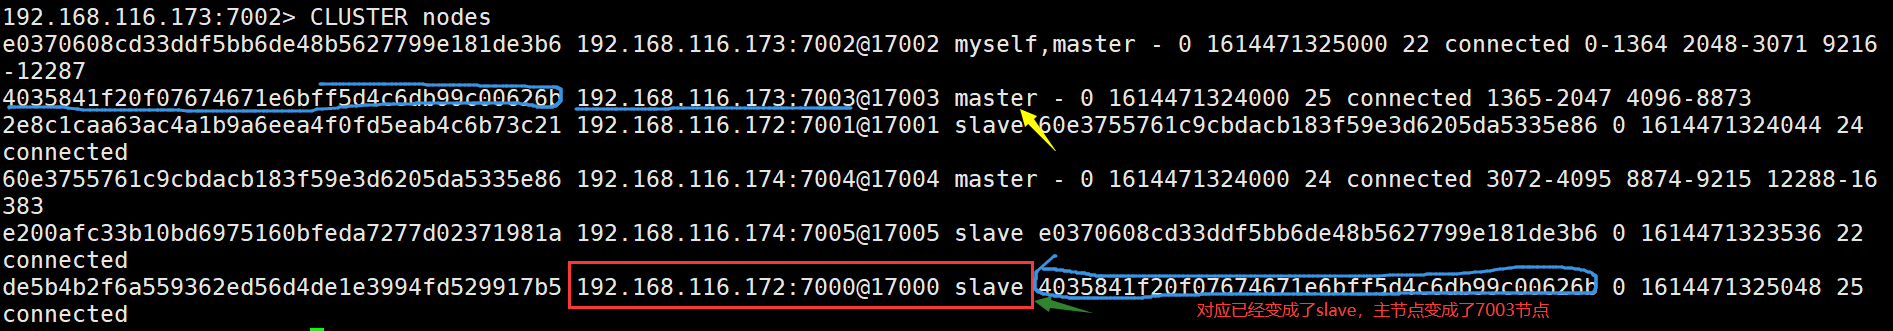 192.168.116.173:7002> CLUSTER nodes
e0370608cd33ddf5bb6de48b5627799e181de3b6 192.168.116.173:7002@17002 myself,master - 0 1614471325000 22 connected 0-1364 2048-3071 9216
-12287
4035841f20f07674671e6bff5d4c6db99c00626b 192.168.116.173:7003@17003 master - 0 1614471324000 25 connected 1365-2047 4096-8873
2e8c1caa63ac4a1b9a6eea4f0fd5eab4c6b73c21 192.168.116.172:7001@17001 slave 60e3755761c9cbdacb183f59e3d6205da5335e86 0 1614471324044 24
connected
60e3755761c9cbdacb183f59e3d6205da5335e86 192.168.116.174:7004@17004 master - 0 1614471324000 24 connected 3072-4095 8874-9215 12288-16
383
e200afc33b10bd6975160bfeda7277d02371981a 192.168.116.174:7005@17005 slave e0370608cd33ddf5bb6de48b5627799e181de3b6 0 1614471323536 22
connected
de5b4b2f6a559362ed56d4de1e3994fd529917b5 192.168.116.172:7000@17000 slave 4035841f20f07674671e6bff5d4c6db99c00626b 0 1614471325048 25
connected
对应已经变成了slave，主节点变成了7003节点